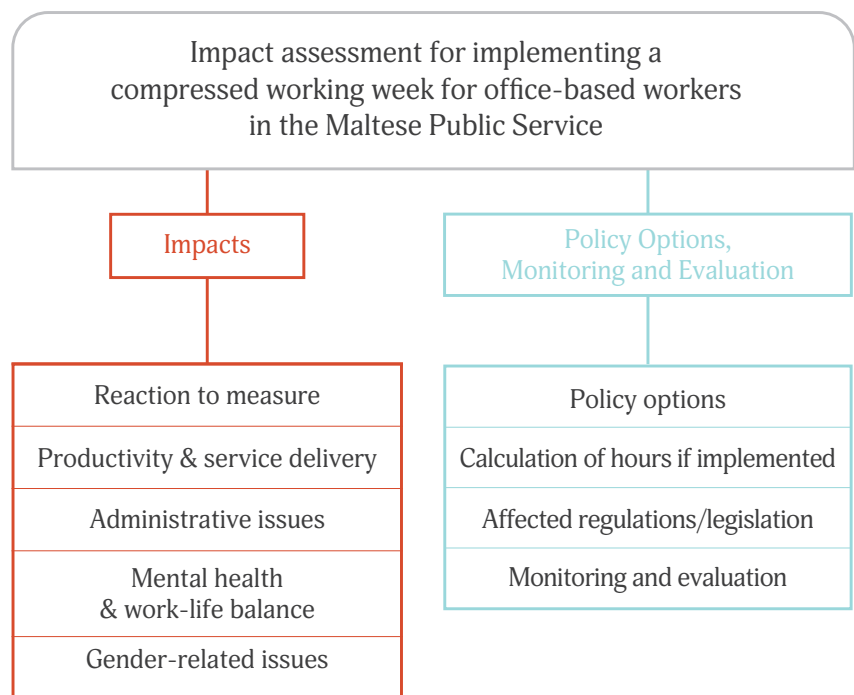 Impact assessment for implementing a
compressed working week for office-based workers
in the Maltese Public Service
Impacts
Reaction to measure
Productivity & service delivery
Administrative issues
Mental health
& work-life balance
Gender-related issues
Policy Options,
Monitoring and Evaluation
Policy options
Calculation of hours if implemented
Affected regulations/legislation
Monitoring and evaluation